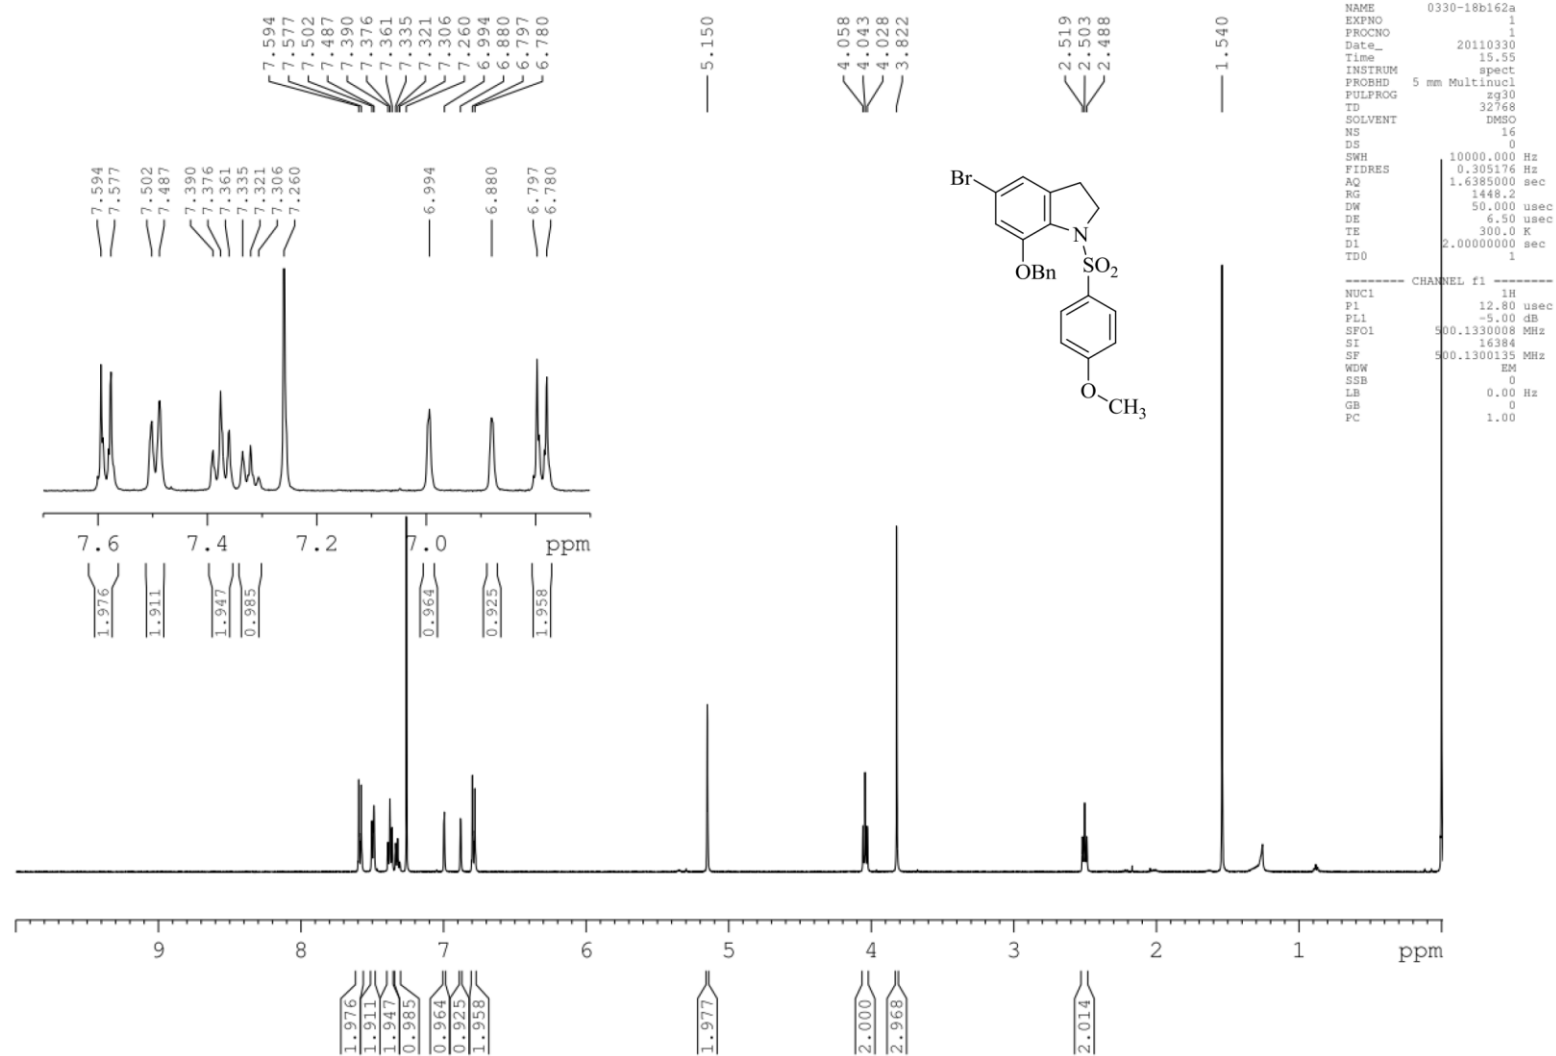 7.594
7.577
7.502
7.487
7.390
7.376
7.361
7.335
7.321
7.306
7.260
6.994
6.880
6.797
6.780
5.150
4.058
4.043
4.028
3.822
2.519
2.503
2.488
1.540
NAME 0330-18b162a
EXPNO 1
PROCNO 1
Date_ 20110330
Time 15.55
INSTRUM spect
PROBHD 5 mm Multinucl
PULPROG zg30
TD 32768
SOLVENT DMSO
NS 16
DS 0
SWH 10000.000 Hz
FIDRES 0.305176 Hz
AQ 1.6385000 sec
RG 1448.2
DW 50.000 usec
DE 6.50 usec
TE 300.0 K
D1 2.00000000 sec
TD0 1
======== CHANNEL f1 ========
NUC1 1H
P1 12.80 usec
PL1 -5.00 dB
SFO1 500.1330008 MHz
SI 16384
SF 500.1300135 MHz
WDW EM
SSB 0
LB 0.00 Hz
GB 0
PC 1.00
7.594
7.577
7.502
7.487
7.390
7.376
7.361
7.335
7.321
7.306
7.260
6.994
6.880
6.797
6.780
Br
N
OBn
SO2
O
CH3
7.6 7.4 7.2 7.0 ppm
1.976
1.911
1.947
0.985
0.964
0.925
1.958
9 8 7 6 5 4 3 2 1 ppm
1.976
1.911
1.947
0.985
0.964
0.925
1.958
1.977
2.000
2.968
2.014